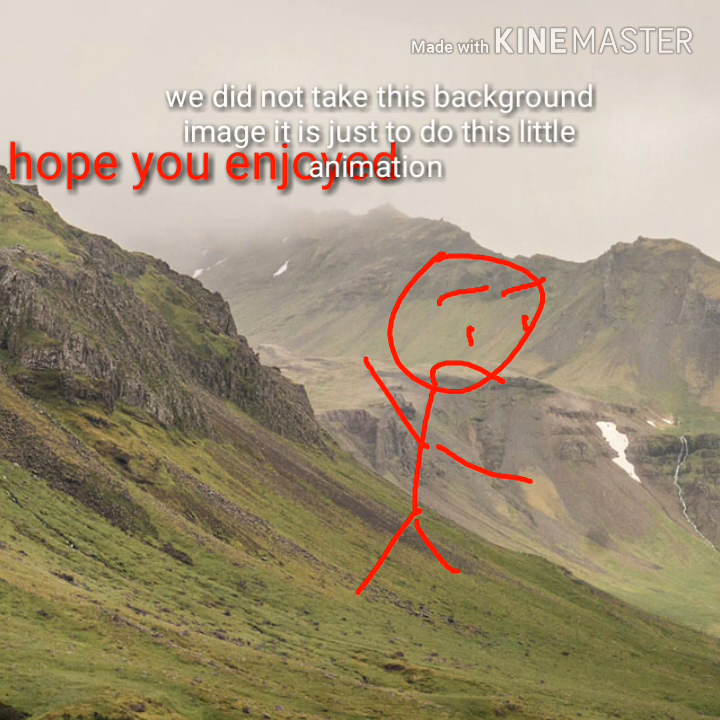 Made with KINEMASTER
we did not take this background
image it is just to do this little
animation
hope you enjoyed